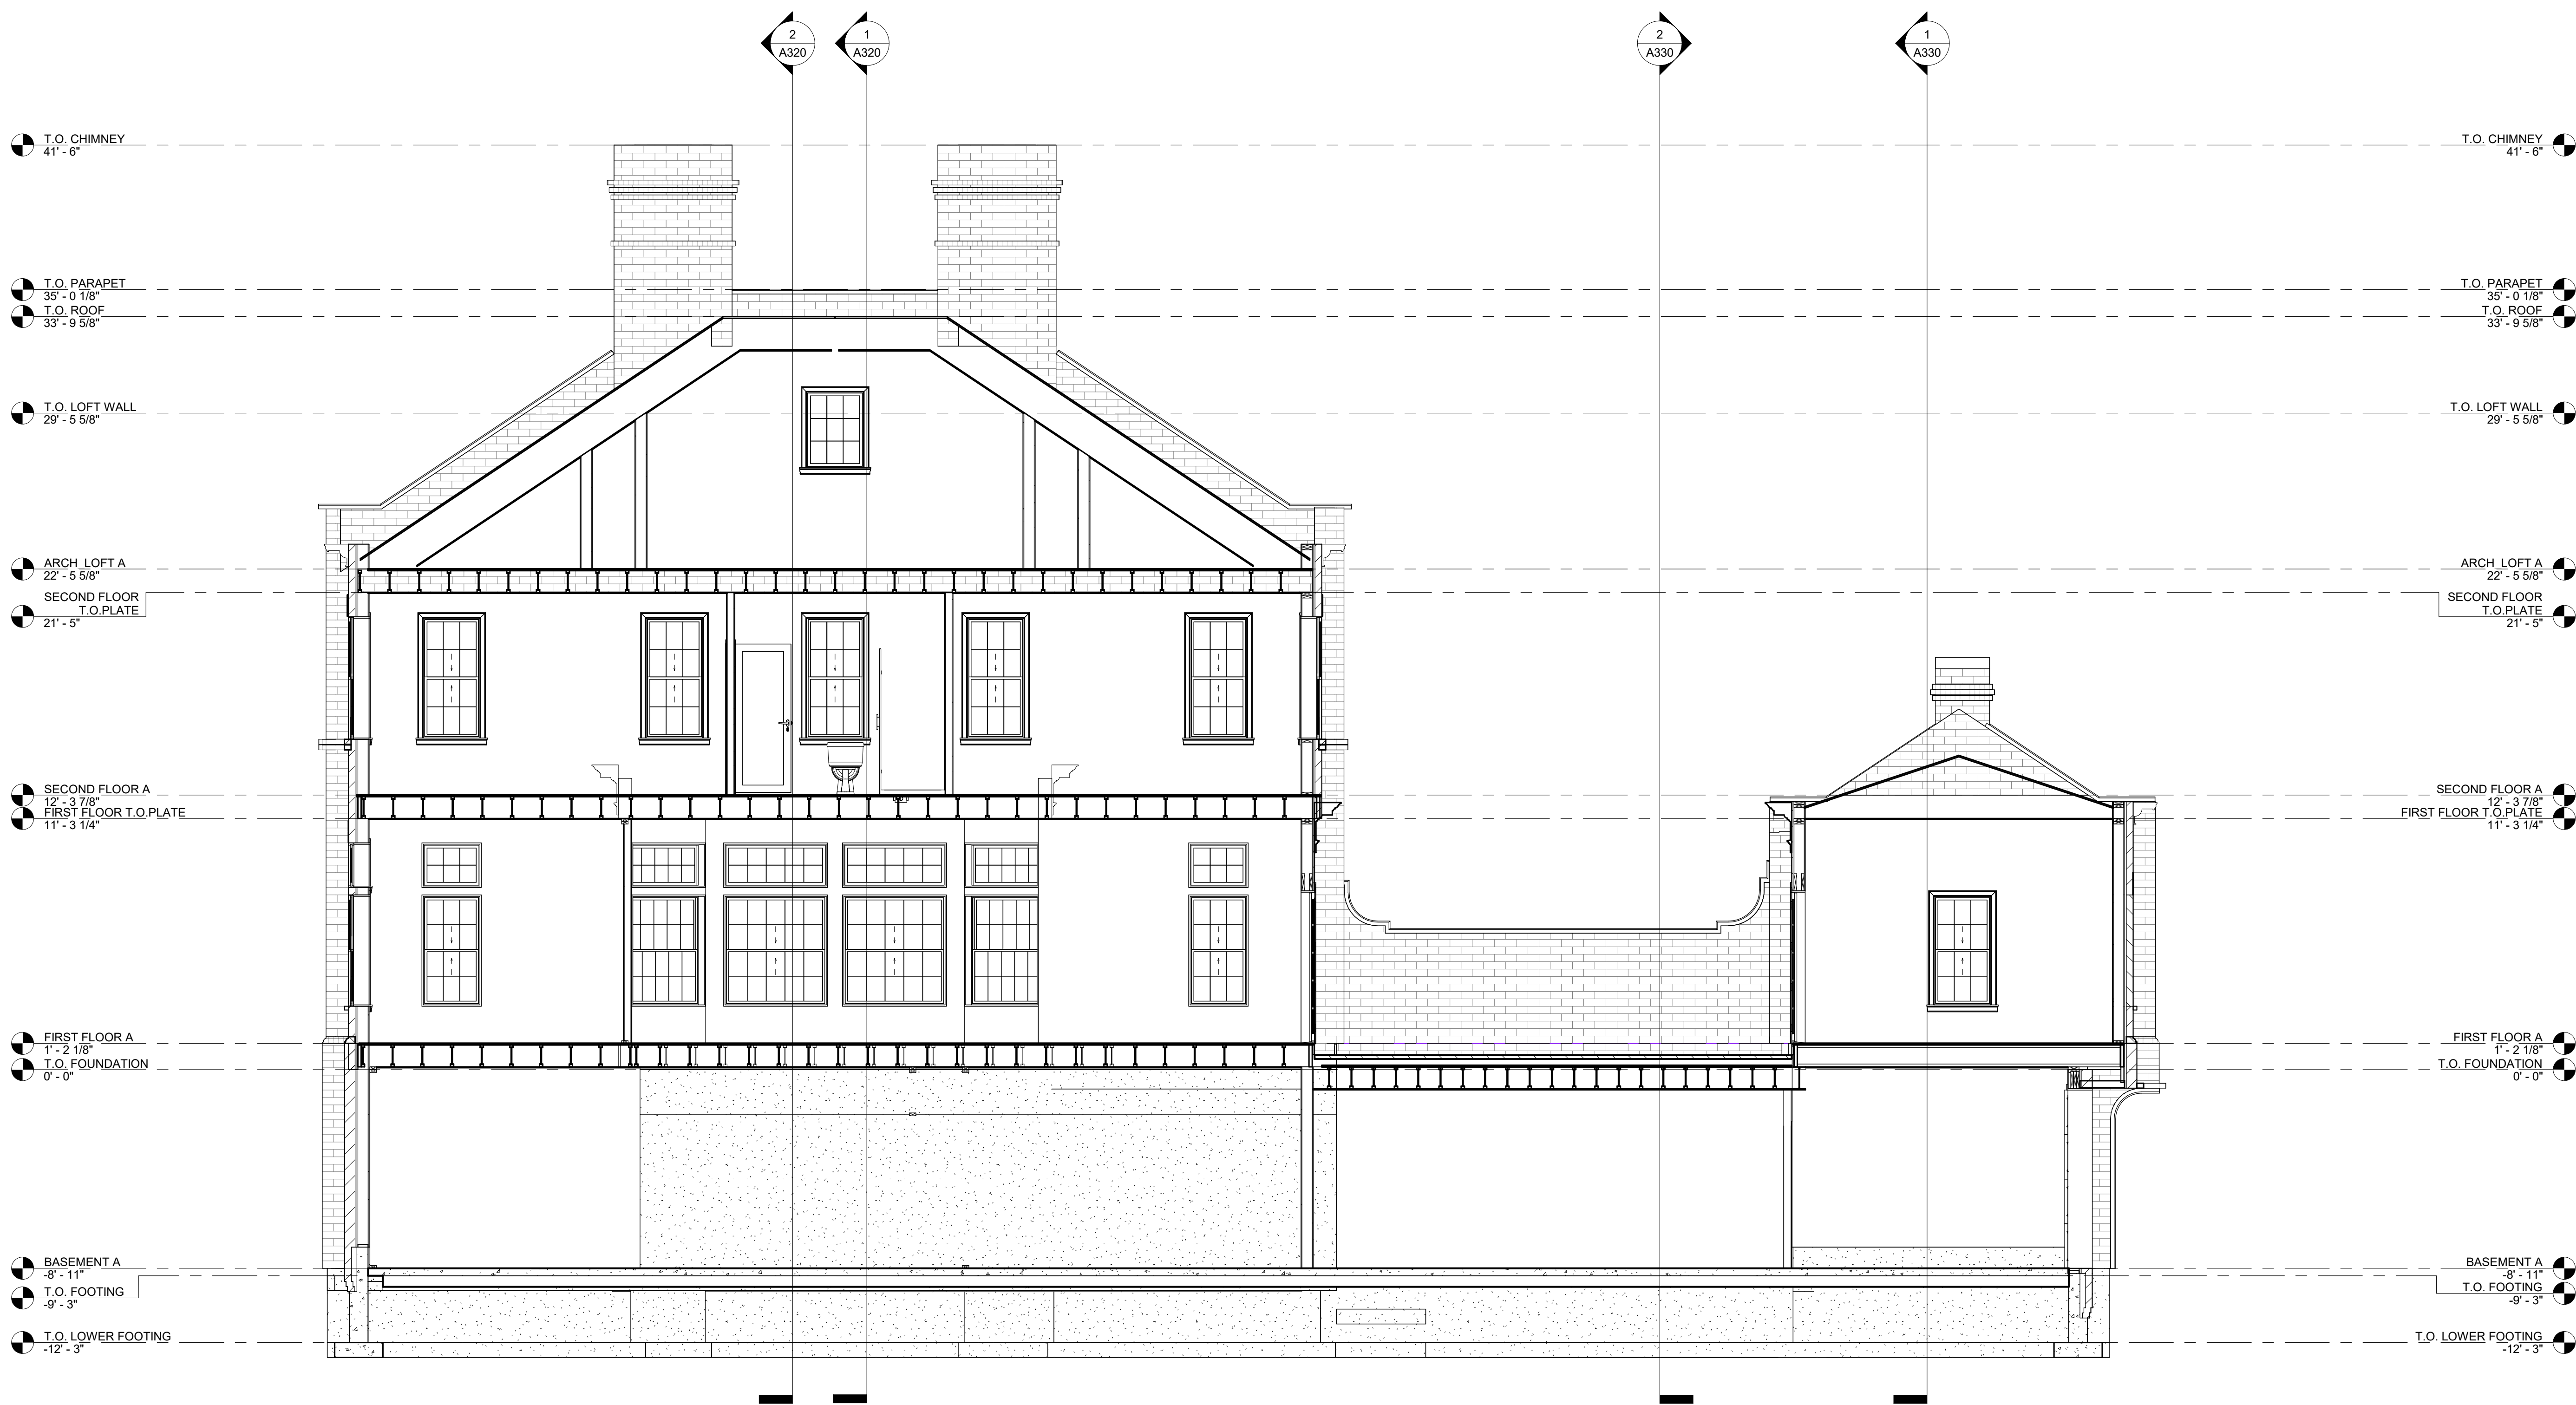 2
A320
1
A320
2
A330
1
A330
T.O. CHIMNEY
41' - 6"
T.O. CHIMNEY
41' - 6"
T.O. PARAPET
35' - 0 1/8"
T.O. PARAPET
35' - 0 1/8"
T.O. ROOF
33' - 9 5/8"
T.O. ROOF
33' - 9 5/8"
T.O. LOFT WALL
29' - 5 5/8"
T.O. LOFT WALL
29' - 5 5/8"
ARCH_LOFT A
22' - 5 5/8"
ARCH_LOFT A
22' - 5 5/8"
SECOND FLOOR
T.O.PLATE
21' - 5"
SECOND FLOOR
T.O.PLATE
21' - 5"
SECOND FLOOR A
12' - 3 7/8"
SECOND FLOOR A
12' - 3 7/8"
FIRST FLOOR T.O.PLATE
11' - 3 1/4"
FIRST FLOOR T.O.PLATE
11' - 3 1/4"
FIRST FLOOR A
1' - 2 1/8"
FIRST FLOOR A
1' - 2 1/8"
T.O. FOUNDATION
0' - 0"
T.O. FOUNDATION
0' - 0"
BASEMENT A
-8' - 11"
BASEMENT A
-8' - 11"
T.O. FOOTING
-9' - 3"
T.O. FOOTING
-9' - 3"
T.O. LOWER FOOTING
-12' - 3"
T.O. LOWER FOOTING
-12' - 3"